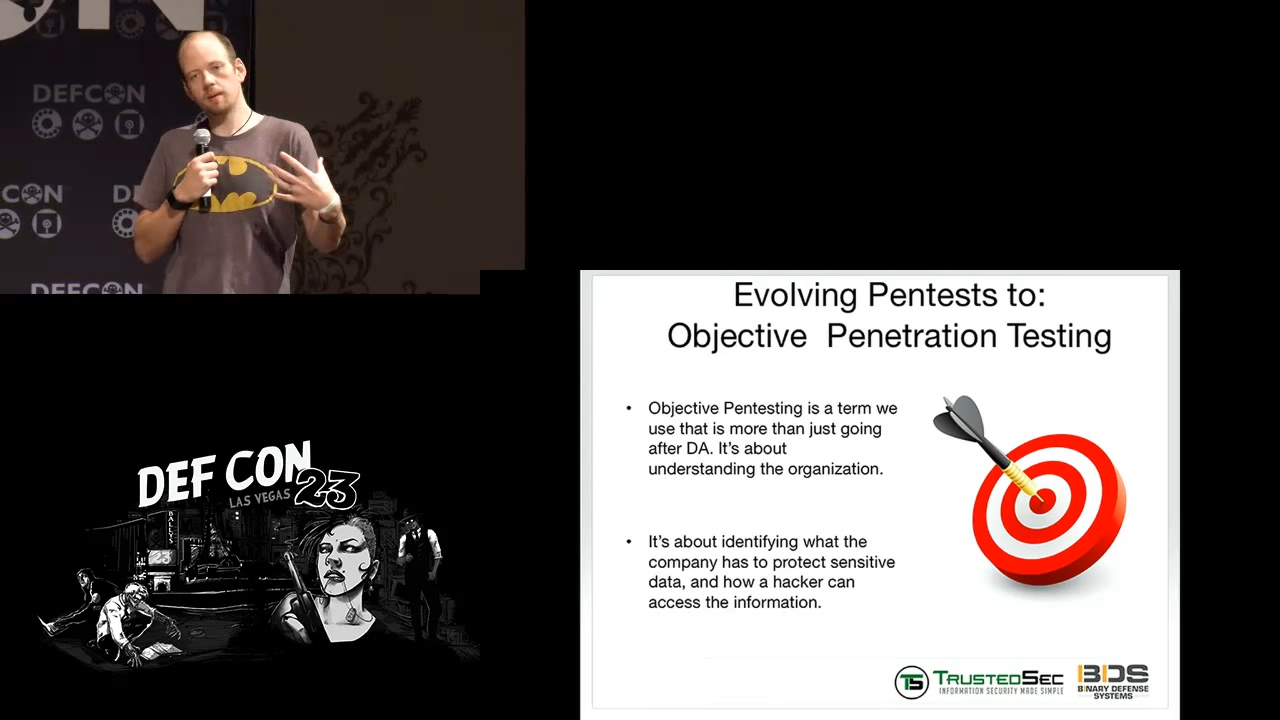 DEFCON
CON
D
DEFCON
Evolving Pentests to:
Objective  Penetration Testing
• Objective Pentesting is a term we
use that is more than just going
after DA. It's about
understanding the organization.
• It's about identifying what the
company has to protect sensitive
data, and how a hacker can
access the information.
TS TRUSTEDSEC
INFORMATION SECURITY MADE SIMPLE
BDS
BINARY DEFENSE
SYSTEMS
DEF CON
LAS VEGAS 23
BALLYS